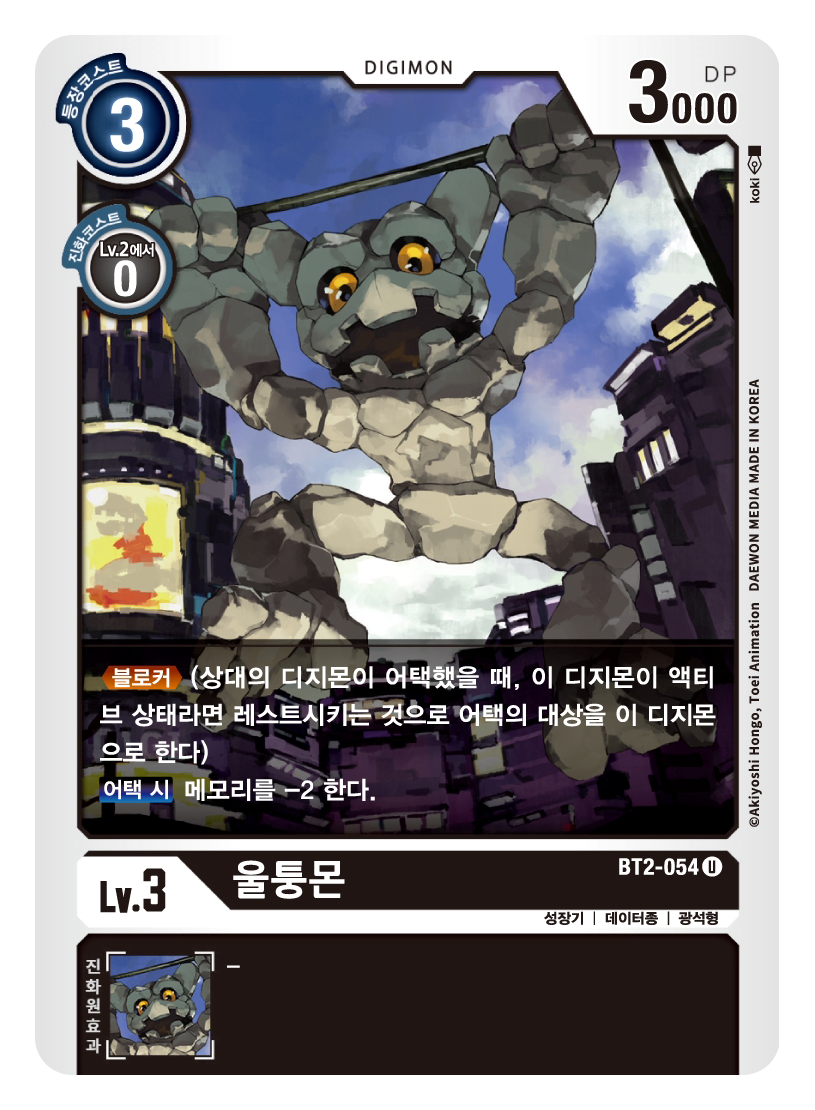 DIGIMON
등장코스트
3
3000
DP
진화코스트
Lv.2에서
0
koki
©Akiyoshi Hongo, Toei Animation DAEWON MEDIA MADE IN KOREA
블로커 (상대의 디지몬이 어택했을 때, 이 디지몬이 액티
브 상태라면 레스트시키는 것으로 어택의 대상을 이 디지몬
으로 한다)
어택 시 메모리를 -2 한다.
Lv.3
울퉁몬
BT2-054 U
성장기 | 데이터종 | 광석형
진화원효과
-